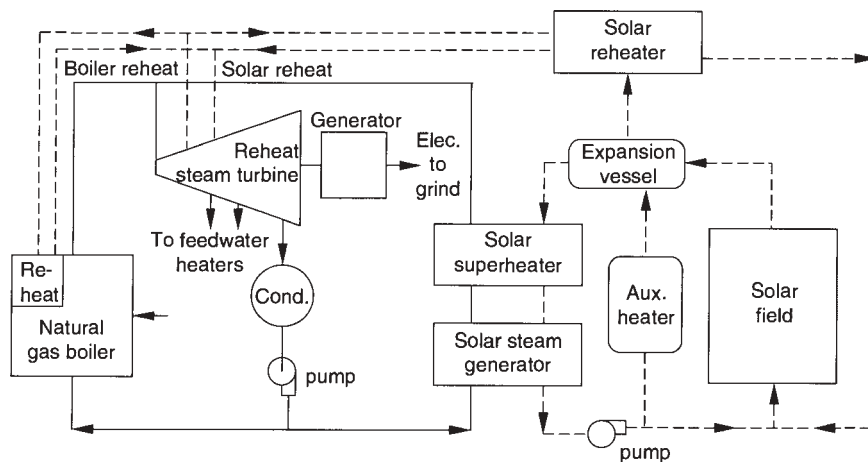 Solar
reheater
Boiler reheat
Solar reheat
Generator
Elec.
to
grind
Reheat
steam turbine
Expansion
vessel
To feedwater
heaters
Solar
superheater
Re-
heat
Cond.
Aux.
heater
Solar
field
Natural
gas boiler
Solar steam
generator
pump
pump